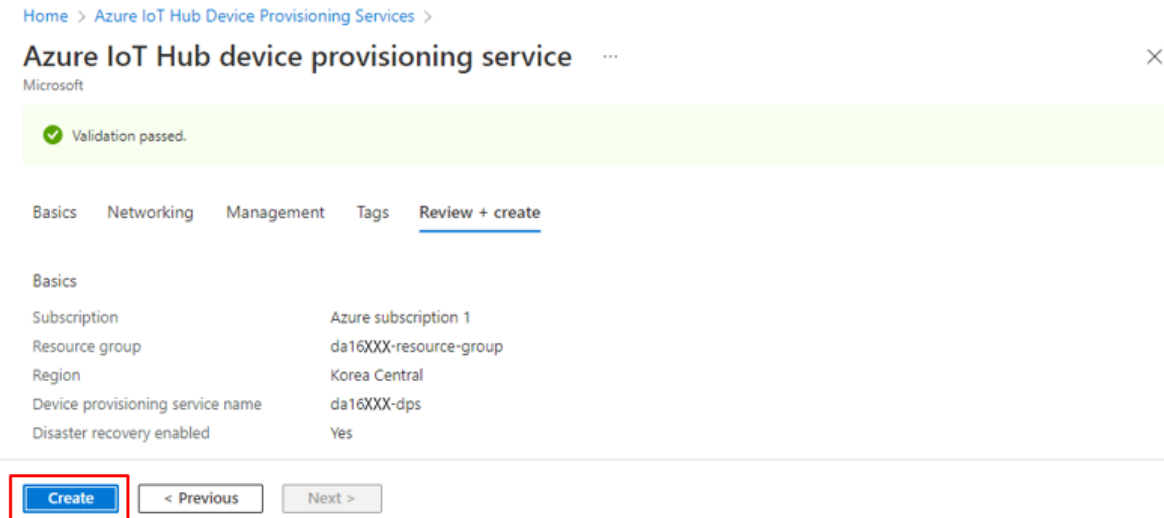 Home > Azure IoT Hub Device Provisioning Services >
Azure IoT Hub device provisioning service ...
Microsoft
Validation passed.
Basics Networking Management Tags Review + create
Basics
Subscription Azure subscription 1
Resource group da16XXX-resource-group
Region Korea Central
Device provisioning service name da16XXX-dps
Disaster recovery enabled Yes
Create < Previous Next >